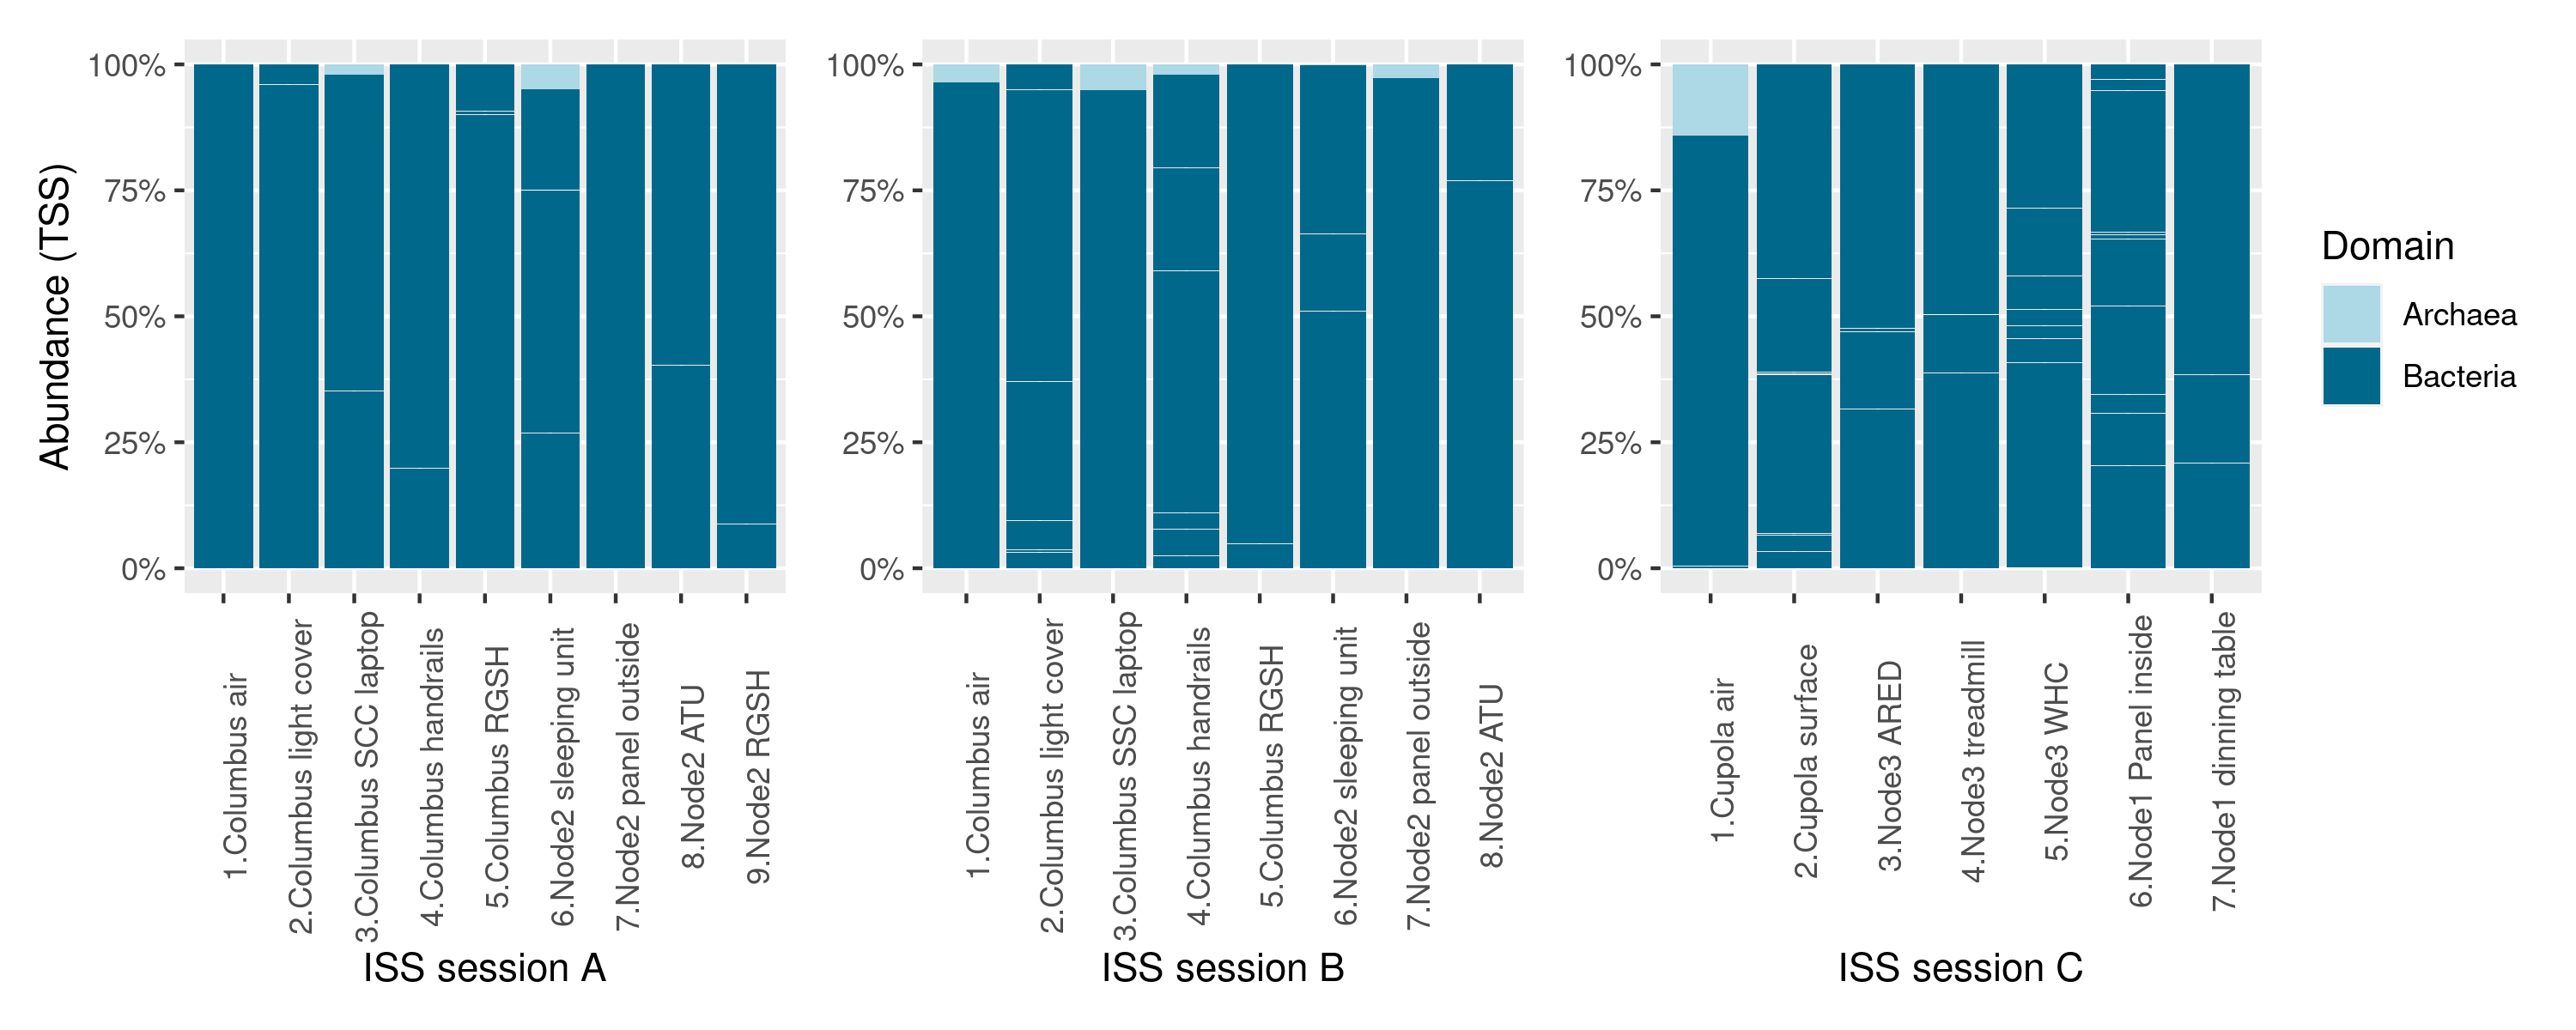 Abundance (TSS)
100%
75%
50%
25%
0%
1.Columbus air
2.Columbus light cover
3.Columbus SCC laptop
4.Columbus handrails
5.Columbus RGSH
6.Node2 sleeping unit
7.Node2 panel outside
8.Node2 ATU
9.Node2 RGSH
ISS session A
100%
75%
50%
25%
0%
1.Columbus air
2.Columbus light cover
3.Columbus SSC laptop
4.Columbus handrails
5.Columbus RGSH
6.Node2 sleeping unit
7.Node2 panel outside
8.Node2 ATU
ISS session B
100%
75%
50%
25%
0%
1.Cupola air
2.Cupola surface
3.Node3 ARED
4.Node3 treadmill
5.Node3 WHC
6.Node1 Panel inside
7.Node1 dinning table
ISS session C
Domain
Archaea
Bacteria